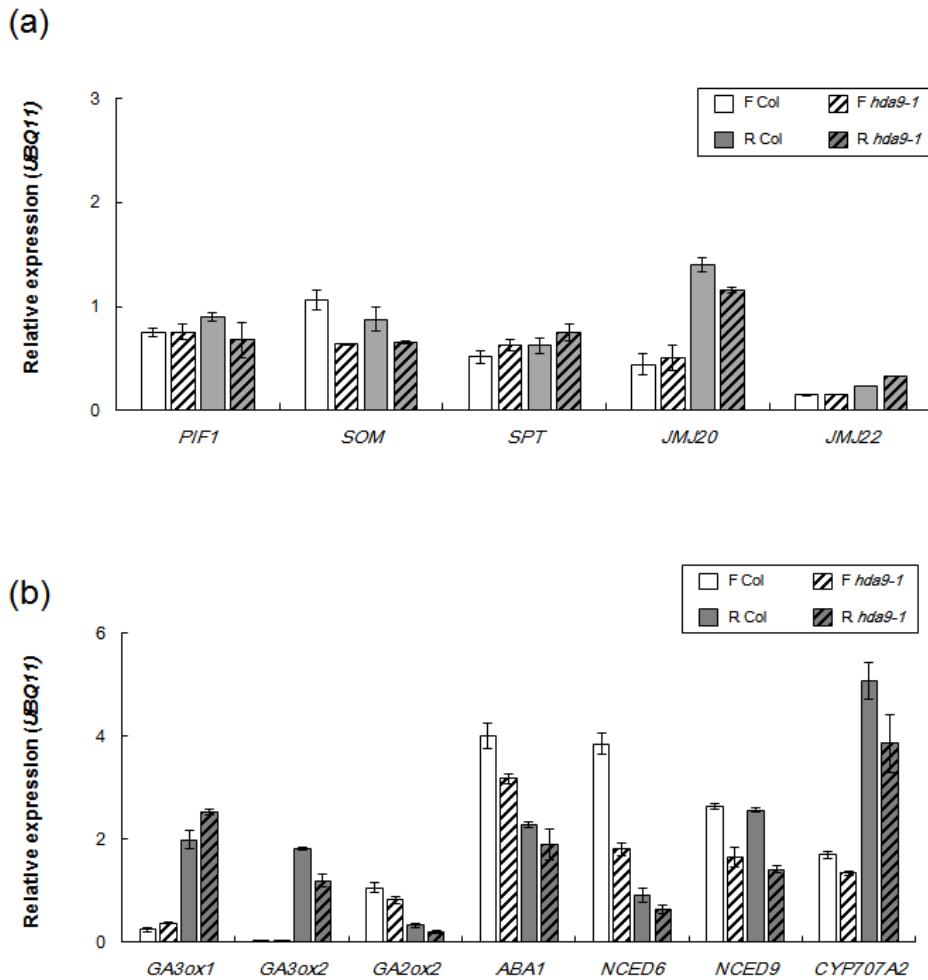 (a)
3
2
1
0
Relative expression (UBQ11)
F Col
F hda9-1
R Col
R hda9-1
PIF1 SOM SPT JMJ20 JMJ22
(b)
6
4
2
0
Relative expression (UBQ11)
F Col
F hda9-1
R Col
R hda9-1
GA3ox1 GA3ox2 GA2ox2 ABA1 NCED6 NCED9 CYP707A2